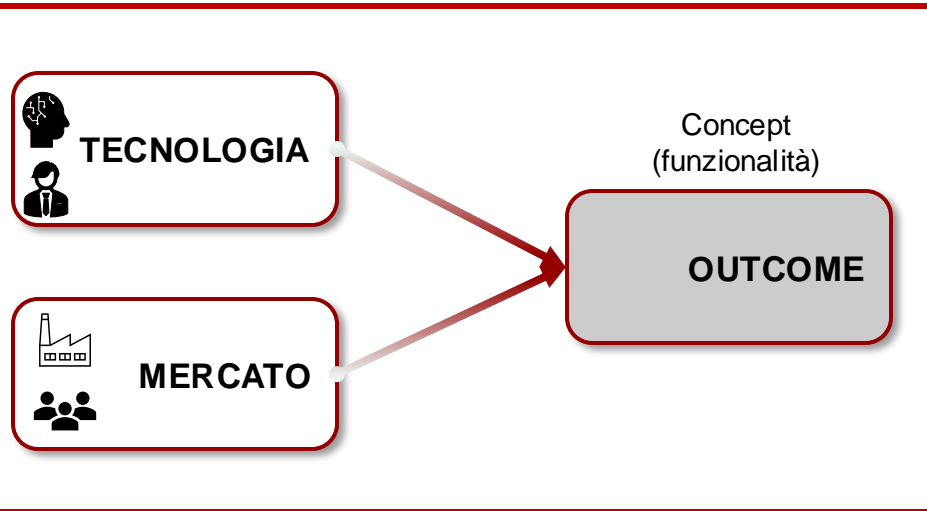 TECNOLOGIA
Concept
(funzionalità)
OUTCOME
MERCATO